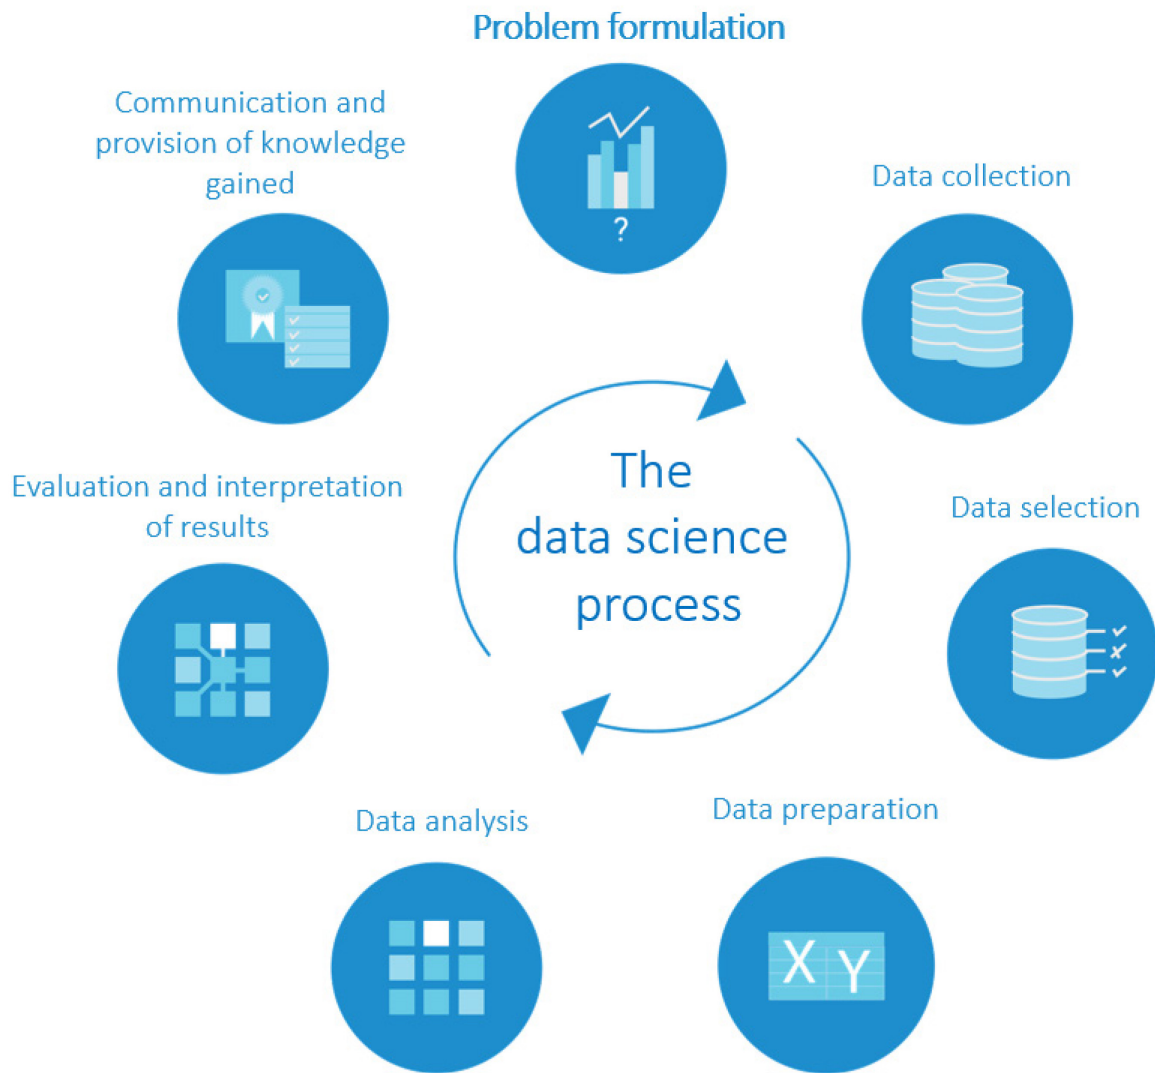 Problem formulation
Communication and
provision of knowledge
gained
?
Data collection
The
data science
process
Evaluation and interpretation
of results
Data selection
Data analysis
Data preparation
X Y